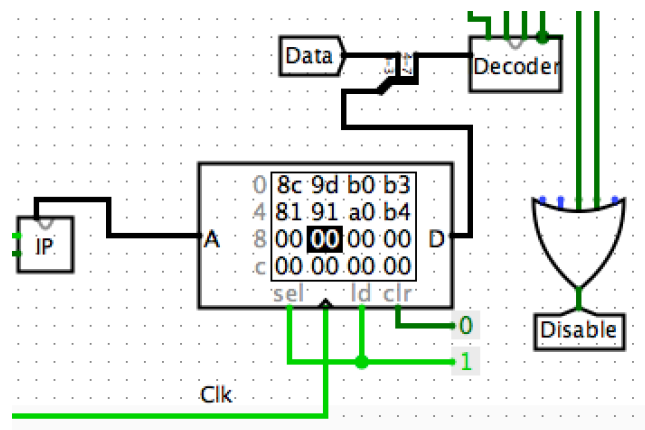 Data
Decoder
0 8c 9d b0 b3
4 81 91 a0 b4
8 00 00 00 00
c 00 00 00 00
IP
A
D
sel ld clr
0
1
Disable
Clk